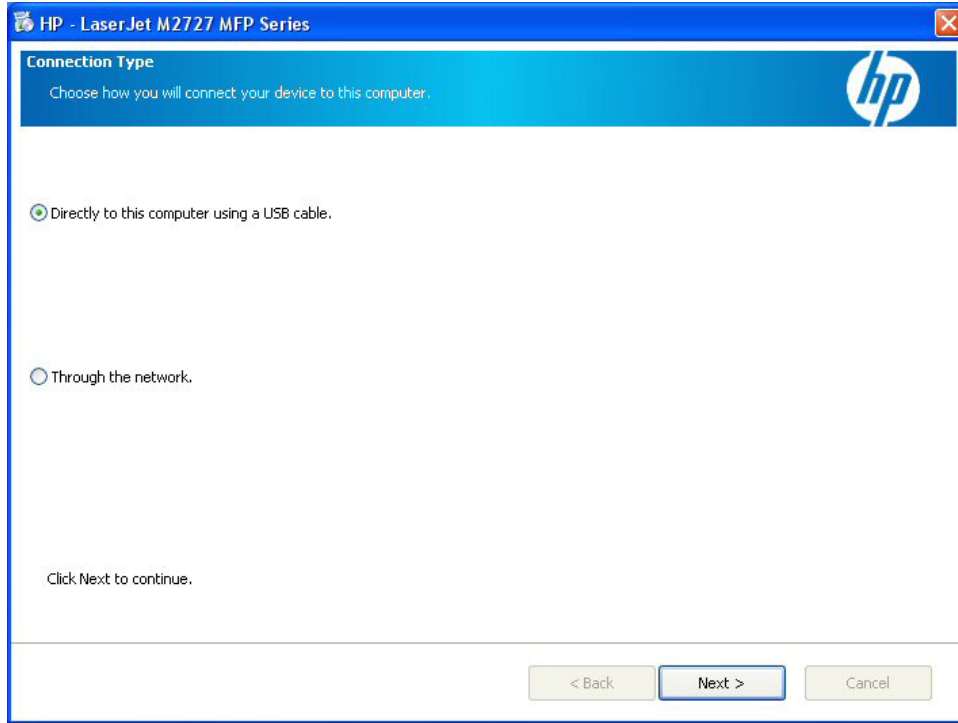 HP - LaserJet M2727 MFP Series
Connection Type
Choose how you will connect your device to this computer.
hp
Directly to this computer using a USB cable.
Through the network.
Click Next to continue.
< Back
Next >
Cancel